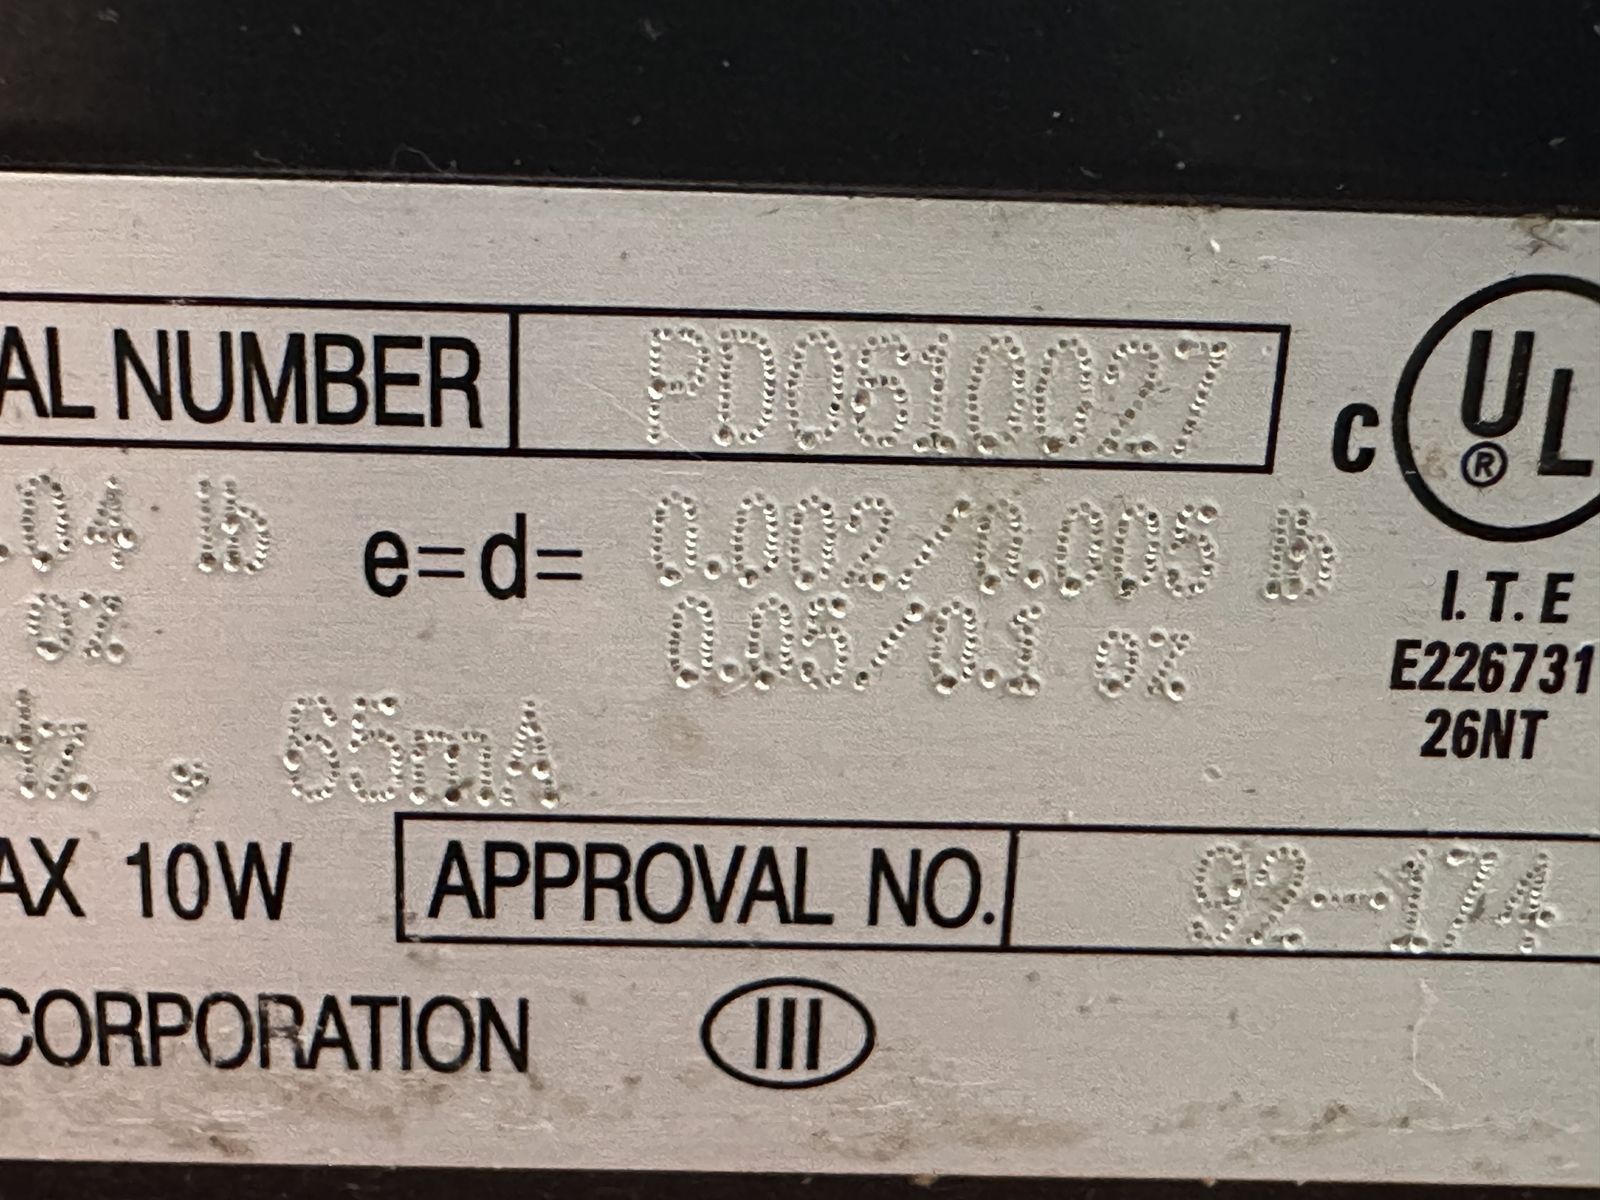 AL NUMBER PD0610027
c UL ®
.04 lb e=d= 0.002/0.005 lb
oz 0.05/0.1 oz
I.T.E
E226731
26NT
Hz , 65mA
AX 10W APPROVAL NO. 92-174
CORPORATION III